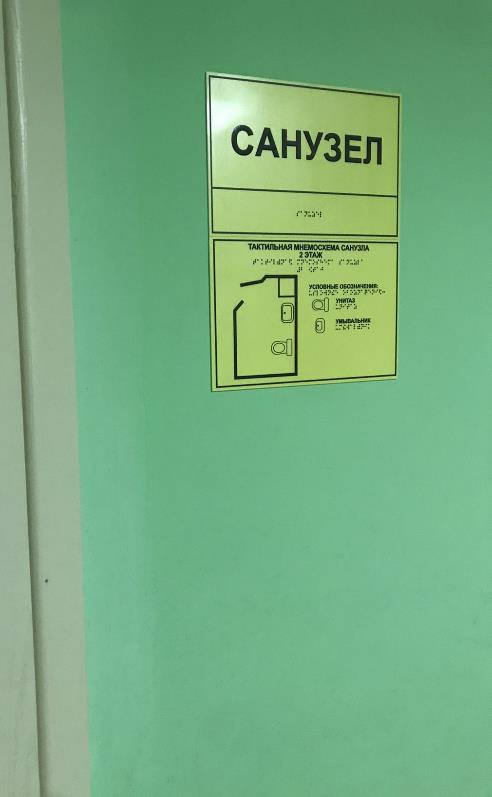 САНУЗЕЛ
ТАКТИЛЬНАЯ МНЕМОСХЕМА САНУЗЛА
2 ЭТАЖ
УСЛОВНЫЕ ОБОЗНАЧЕНИЯ:
УНИТАЗ
УМЫВАЛЬНИК